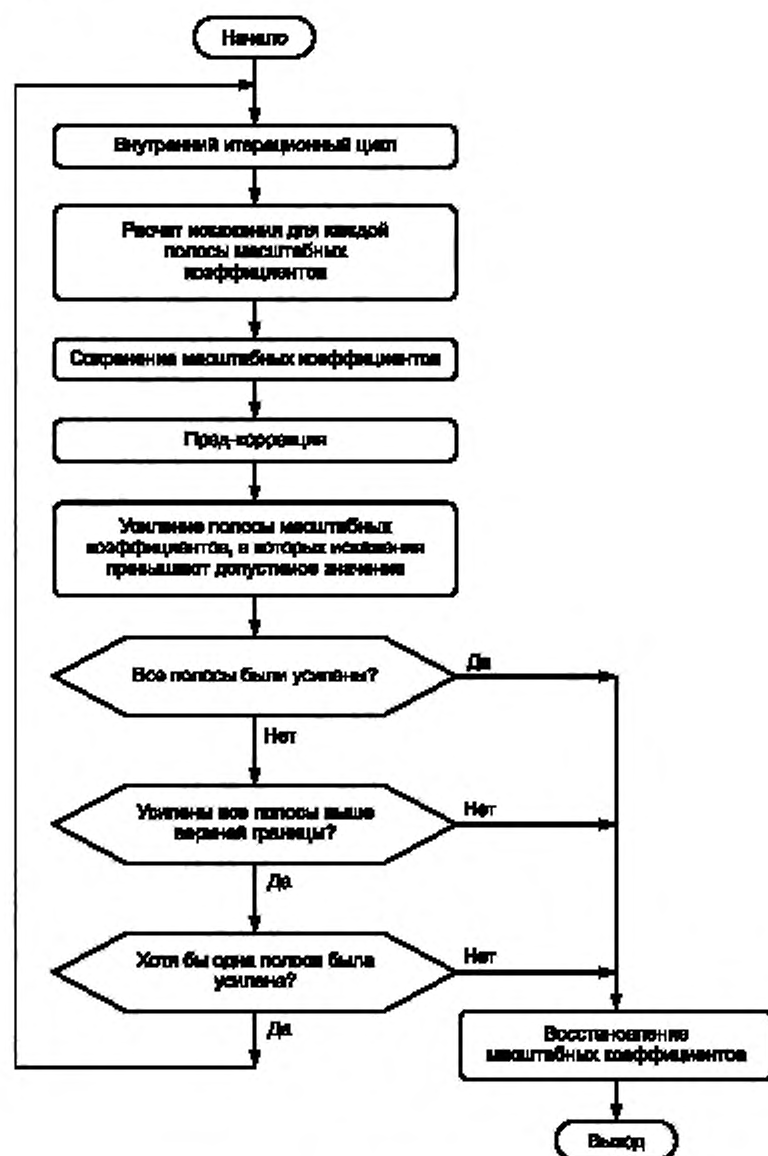 Начало
Внутренний итерационный цикл
Расчет искажения для каждой
полосы масштабных
коэффициентов
Сохранение масштабных коэффициентов
Пред-коррекция
Усиление полосы масштабных
коэффициентов, в которых искажения
превышают допустимое значение
Все полосы были усилены?
Да
Нет
Усилены все полосы выше
верхней границы?
Нет
Да
Хотя бы одна полоса была
усилена?
Нет
Да
Восстановление
масштабных коэффициентов
Выход